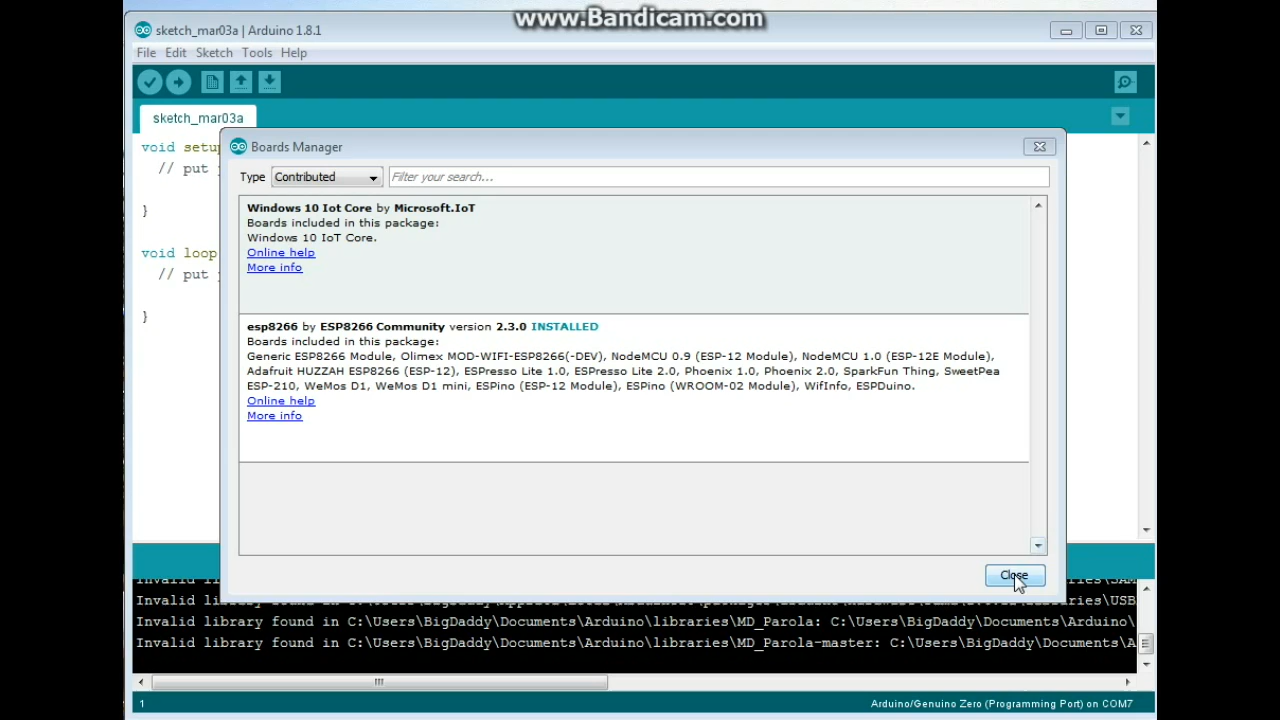 www.Bandicam.com
sketch_mar03a | Arduino 1.8.1
File Edit Sketch Tools Help
sketch_mar03a
Boards Manager
void setup
// put
}
void loop
// put
}
Type Contributed Filter your search...
Windows 10 Iot Core by Microsoft.IoT
Boards included in this package:
Windows 10 IoT Core.
Online help
More info
esp8266 by ESP8266 Community version 2.3.0 INSTALLED
Boards included in this package:
Generic ESP8266 Module, Olimex MOD-WIFI-ESP8266(-DEV), NodeMCU 0.9 (ESP-12 Module), NodeMCU 1.0 (ESP-12E Module),
Adafruit HUZZAH ESP8266 (ESP-12), ESPresso Lite 1.0, ESPresso Lite 2.0, Phoenix 1.0, Phoenix 2.0, SparkFun Thing, SweetPea
ESP-210, WeMos D1, WeMos D1 mini, ESPino (ESP-12 Module), ESPino (WROOM-02 Module), WifInfo, ESPDuino.
Online help
More info
Close
Invalid library found in C:\Users\BigDaddy\Documents\Arduino\libraries\MD_Parola: C:\Users\BigDaddy\Documents\Arduino\
Invalid library found in C:\Users\BigDaddy\Documents\Arduino\libraries\MD_Parola-master: C:\Users\BigDaddy\Documents\A
1 Arduino/Genuino Zero (Programming Port) on COM7